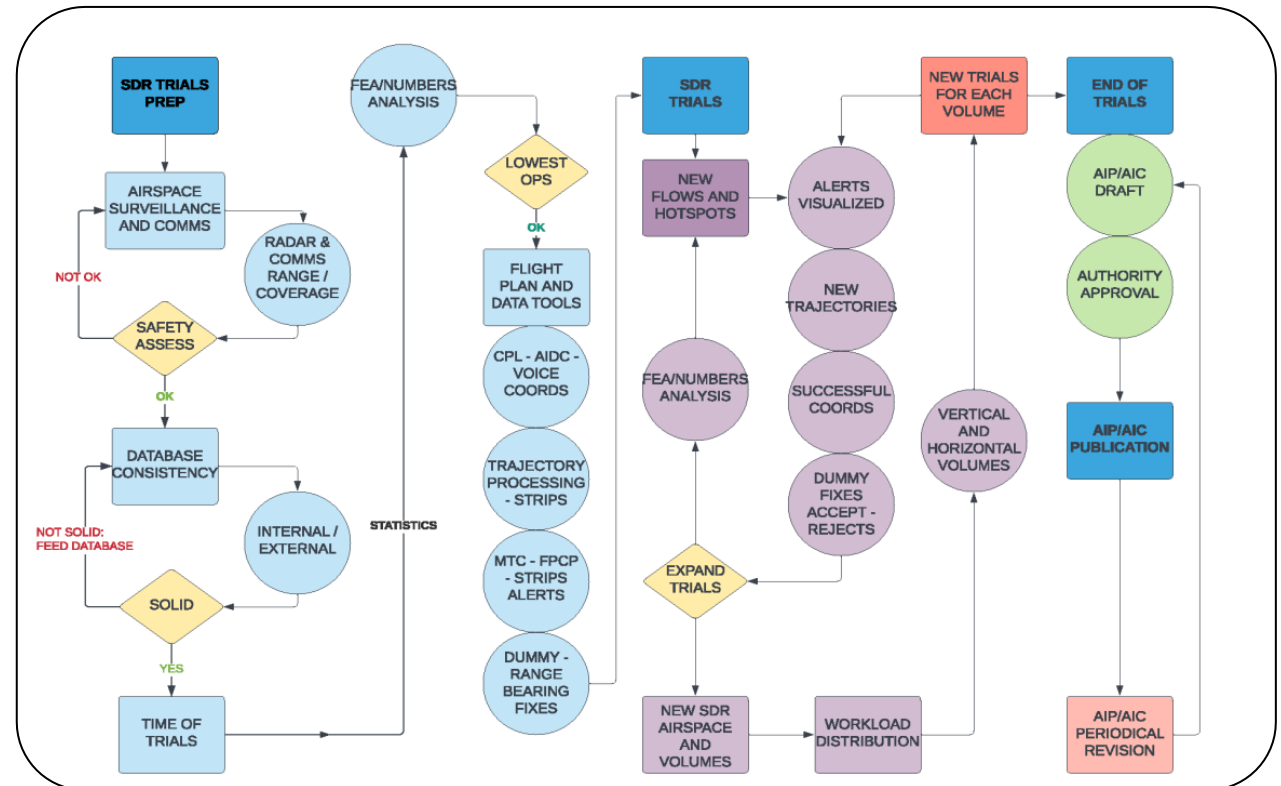 SDR TRIALS
PREP
AIRSPACE
SURVEILLANCE
AND COMMS
RADAR &
COMMS
RANGE /
COVERAGE
NOT OK
SAFETY
ASSESS
OK
DATABASE
CONSISTENCY
INTERNAL /
EXTERNAL
NOT SOLID:
FEED DATABASE
SOLID
YES
TIME OF
TRIALS
STATISTICS
FEA/NUMBERS
ANALYSIS
LOWEST
OPS
OK
FLIGHT
PLAN AND
DATA TOOLS
CPL - AIDC -
VOICE
COORDS
TRAJECTORY
PROCESSING
- STRIPS
MTC - FPCP
- STRIPS
ALERTS
DUMMY -
RANGE
BEARING
FIXES
SDR
TRIALS
NEW
FLOWS AND
HOTSPOTS
ALERTS
VISUALIZED
NEW
TRAJECTORIES
SUCCESSFUL
COORDS
DUMMY
FIXES
ACCEPT -
REJECTS
EXPAND
TRIALS
FEA/NUMBERS
ANALYSIS
NEW SDR
AIRSPACE
AND
VOLUMES
WORKLOAD
DISTRIBUTION
VERTICAL
AND
HORIZONTAL
VOLUMES
NEW TRIALS
FOR EACH
VOLUME
END OF
TRIALS
AIP/AIC
DRAFT
AUTHORITY
APPROVAL
AIP/AIC
PUBLICATION
AIP/AIC
PERIODICAL
REVISION